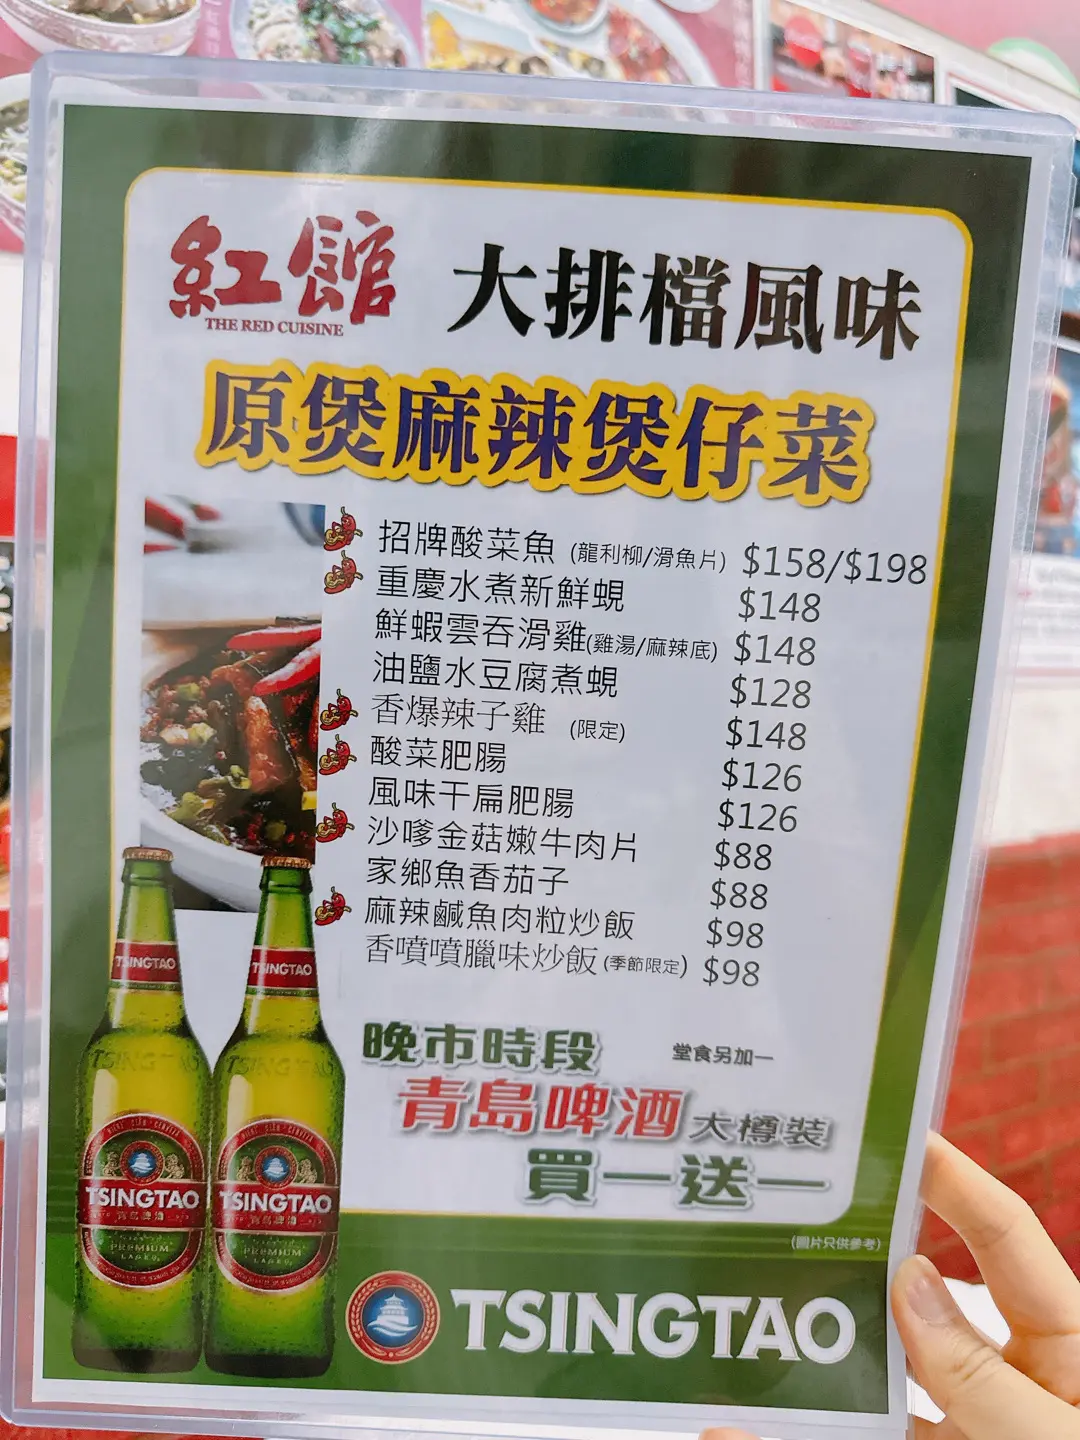 紅館
THE RED CUISINE
大排檔風味
原煲麻辣煲仔菜
招牌酸菜魚 (龍利柳/滑魚片) $158/$198
重慶水煮新鮮蜆 $148
鮮蝦雲吞滑雞(雞湯/麻辣底) $148
油鹽水豆腐煮蜆 $128
香爆辣子雞 (限定) $148
酸菜肥腸 $126
風味干扁肥腸 $126
沙嗲金菇嫩牛肉片 $88
家鄉魚香茄子 $88
麻辣鹹魚肉粒炒飯 $98
香噴噴臘味炒飯(季節限定) $98
晚市時段 堂食另加一
青島啤酒 大樽裝
買一送一
TSINGTAO TSINGTAO
TSINGTAO TSINGTAO
TSINGTAO TSINGTAO
青島啤酒 青島啤酒
PREMIUM PREMIUM
LAGER LAGER
(圖片只供參考)
TSINGTAO